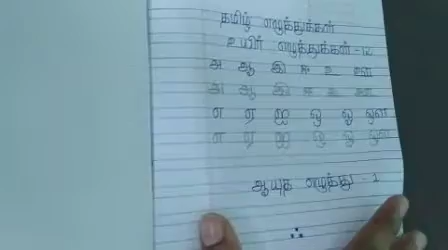 தமிழ் எழுத்துக்கள்
உயிர் எழுத்துக்கள் - 12
அ ஆ இ ஈ உ ஊ
அ ஆ இ ஈ உ ஊ
எ ஏ ஐ ஒ ஓ ஔ
எ ஏ ஐ ஒ ஓ ஔ
ஆயுத எழுத்து - 1
ஃ